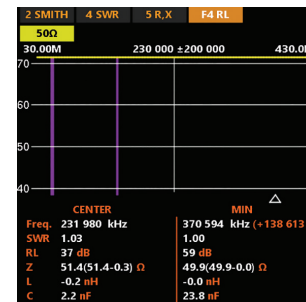 2 SMITH 4 SWR 5 R,X F4 RL
50Ω
30.00M 230 000 ±200 000 430.0
70
60
50
40
CENTER MIN
Freq. 231 980 kHz 370 594 kHz (+138 613
SWR 1.03 1.00
RL 37 dB 59 dB
Z 51.4(51.4-0.3) Ω 49.9(49.9-0.0) Ω
L -0.2 nH -0.0 nH
C 2.2 nF 23.8 nF